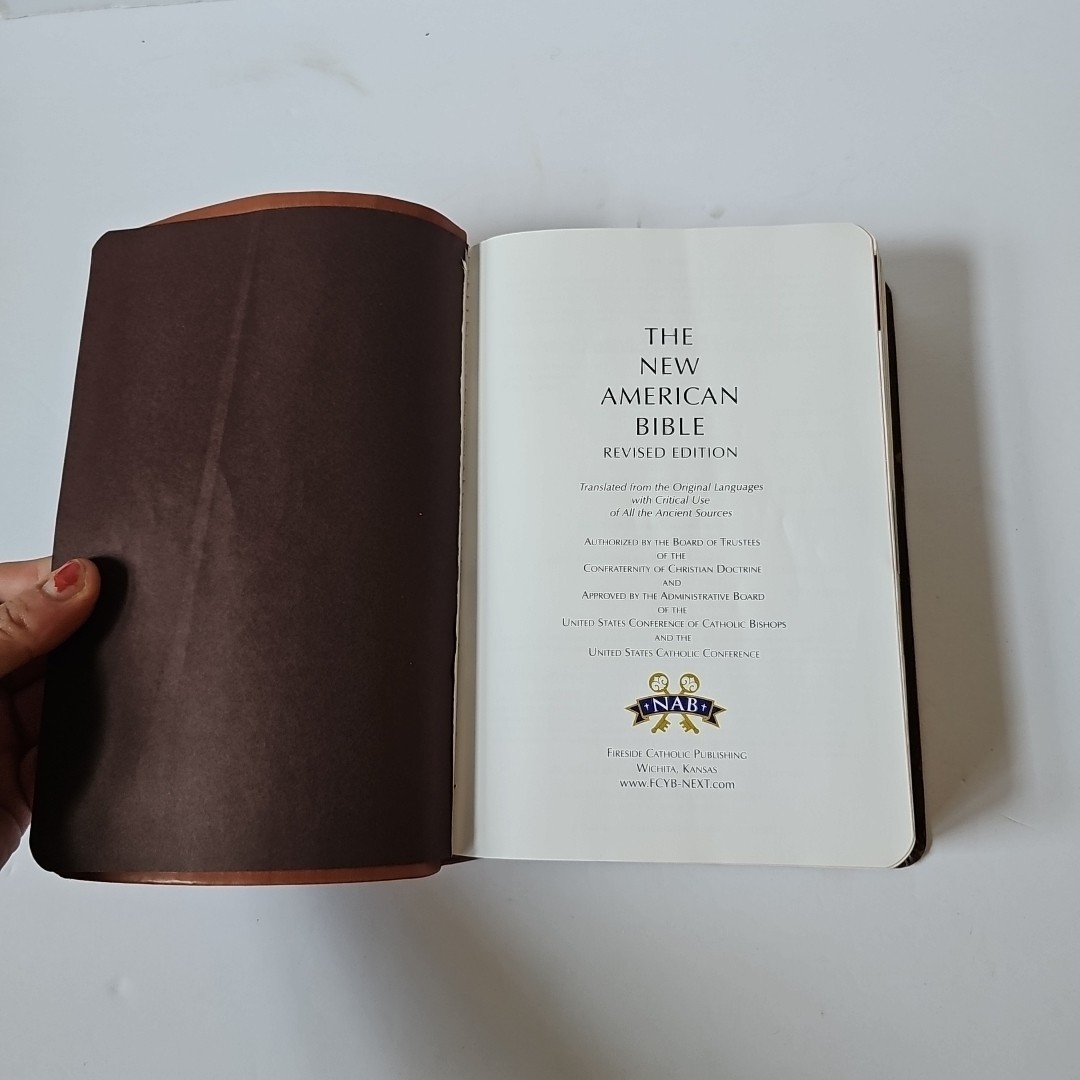 THE
NEW
AMERICAN
BIBLE
REVISED EDITION
Translated from the Original Languages
with Critical Use
of All the Ancient Sources
AUTHORIZED BY THE BOARD OF TRUSTEES
OF THE
CONFRATERNITY OF CHRISTIAN DOCTRINE
AND
APPROVED BY THE ADMINISTRATIVE BOARD
OF THE
UNITED STATES CONFERENCE OF CATHOLIC BISHOPS
AND THE
UNITED STATES CATHOLIC CONFERENCE
NAB
FIRESIDE CATHOLIC PUBLISHING
WICHITA, KANSAS
www.FCYB-NEXT.com